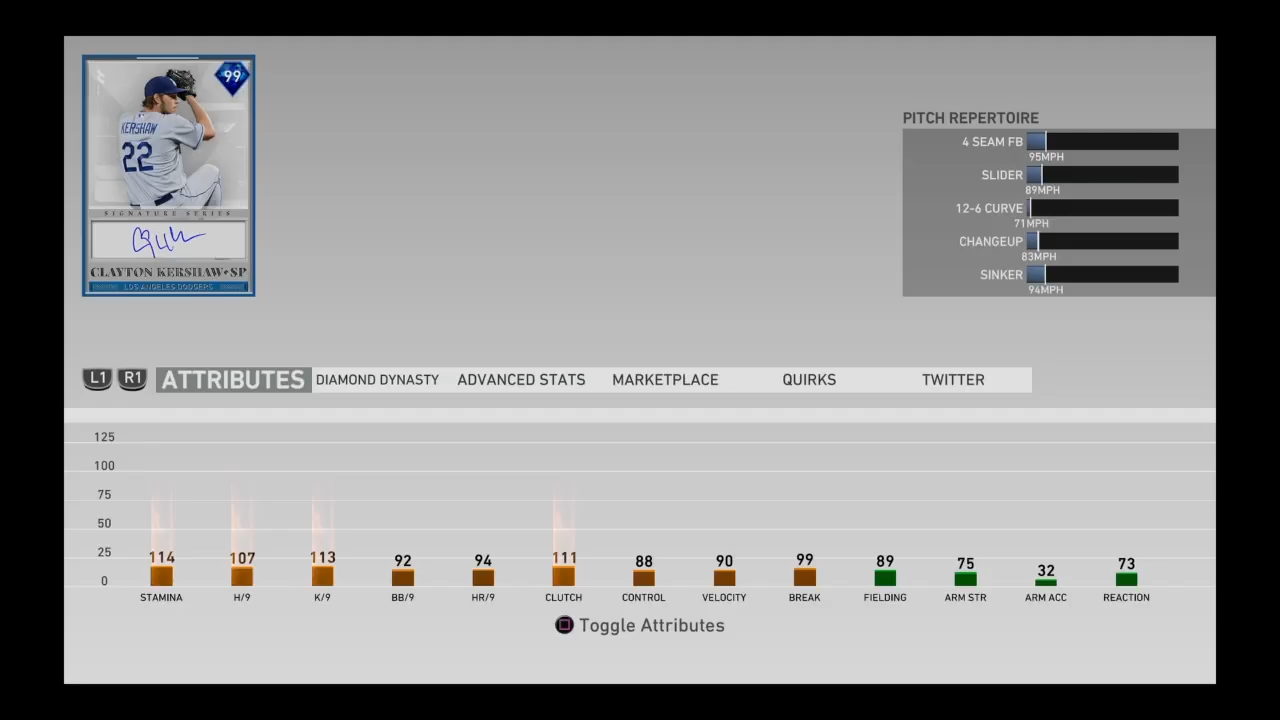 99
KERSHAW
22
SIGNATURE SERIES
CLAYTON KERSHAW•SP
LOS ANGELES DODGERS
PITCH REPERTOIRE
4 SEAM FB
95MPH
SLIDER
89MPH
12-6 CURVE
71MPH
CHANGEUP
83MPH
SINKER
94MPH
L1 R1 ATTRIBUTES DIAMOND DYNASTY ADVANCED STATS MARKETPLACE QUIRKS TWITTER
125
100
75
50
25
0
114 107 113 92 94 111 88 90 99 89 75 32 73
STAMINA H/9 K/9 BB/9 HR/9 CLUTCH CONTROL VELOCITY BREAK FIELDING ARM STR ARM ACC REACTION
Toggle Attributes